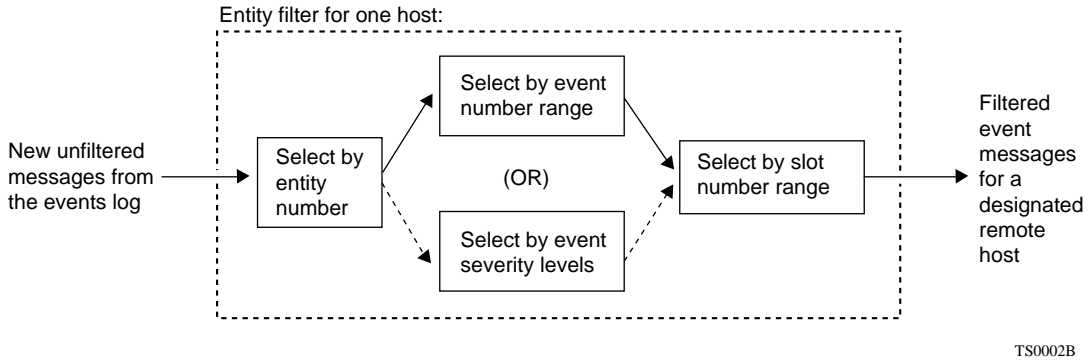 Entity filter for one host:
New unfiltered
messages from
the events log
Select by
entity
number
Select by event
number range
(OR)
Select by event
severity levels
Select by slot
number range
Filtered
event
messages
for a
designated
remote
host
TS0002B